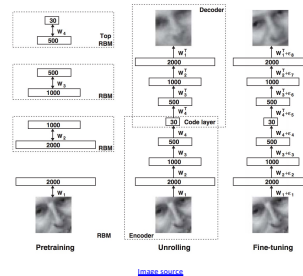 30
W₄
500
Top
RBM
500
W₃
1000
RBM
1000
W₂
2000
RBM
2000
W₁
RBM
Pretraining
Decoder
W₁ᵀ
2000
W₂ᵀ
1000
W₃ᵀ
500
W₄ᵀ
30 Code layer
W₄
500
W₃
1000
W₂
2000
W₁
Encoder
Unrolling
W₁ᵀ+ε₈
2000
W₂ᵀ+ε₇
1000
W₃ᵀ+ε₆
500
W₄ᵀ+ε₅
30
W₄+ε₄
500
W₃+ε₃
1000
W₂+ε₂
2000
W₁+ε₁
Fine-tuning
Image source